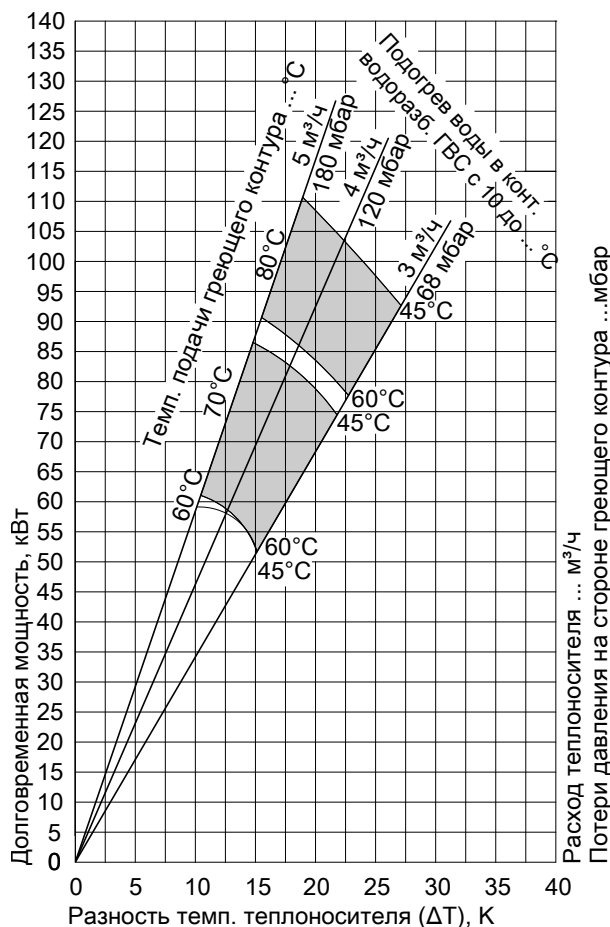 140
135
130
125
120
115
110
105
100
95
90
85
80
75
70
65
60
55
50
45
40
35
30
25
20
15
10
5
0
Долговременная мощность, кВт
0 5 10 15 20 25 30 35 40
Разность темп. теплоносителя (ΔT), К
Темп. подачи греющего контура ... °C
80°C
70°C
60°C
5 м³/ч
180 мбар
4 м³/ч
120 мбар
3 м³/ч
68 мбар
Подогрев воды в конт.
водоразб. ГВС с 10 до ... °C
45°C
60°C
45°C
60°C
45°C
Расход теплоносителя ... м³/ч
Потери давления на стороне греющего контура ...мбар